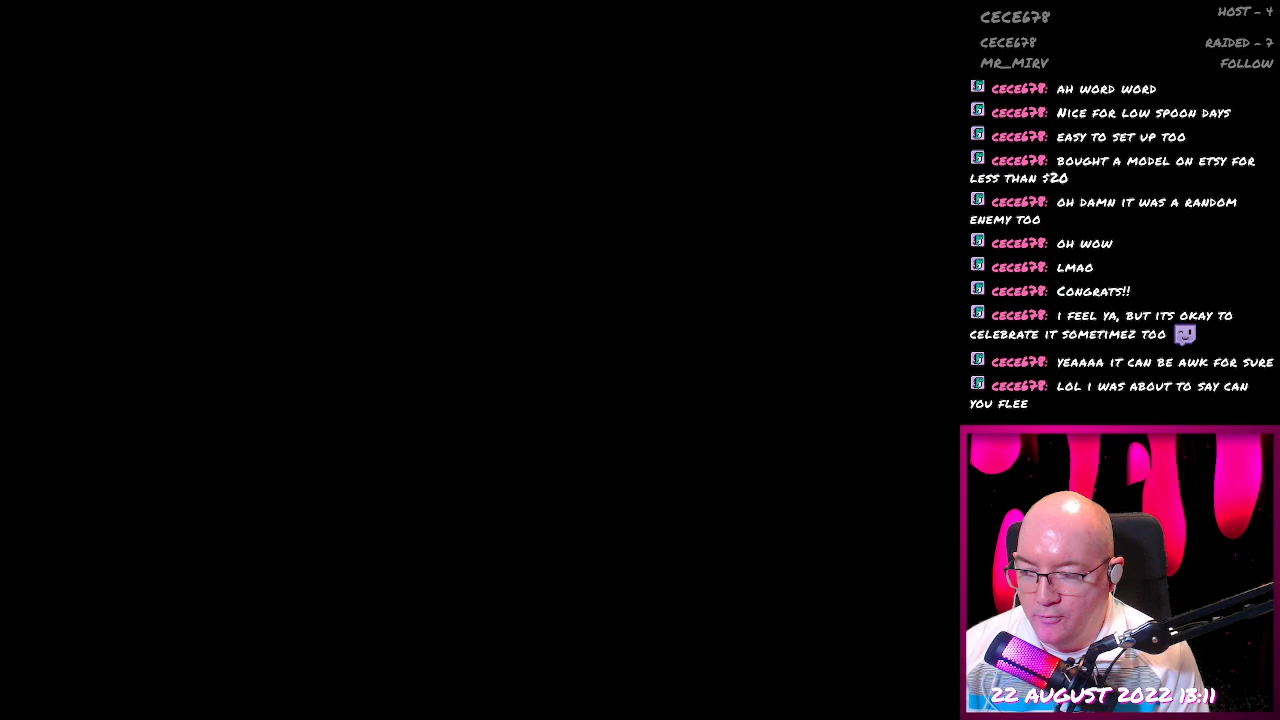 CECE678 HOST - 4
CECE678 RAIDED - 7
MR_MIRV FOLLOW
CECE678: AH WORD WORD
CECE678: NICE FOR LOW SPOON DAYS
CECE678: EASY TO SET UP TOO
CECE678: BOUGHT A MODEL ON ETSY FOR
LESS THAN $20
CECE678: OH DAMN IT WAS A RANDOM
ENEMY TOO
CECE678: OH WOW
CECE678: LMAO
CECE678: CONGRATS!!
CECE678: I FEEL YA, BUT ITS OKAY TO
CELEBRATE IT SOMETIMEZ TOO
CECE678: YEAAAA IT CAN BE AWK FOR SURE
CECE678: LOL I WAS ABOUT TO SAY CAN
YOU FLEE
22 AUGUST 2022 13:11